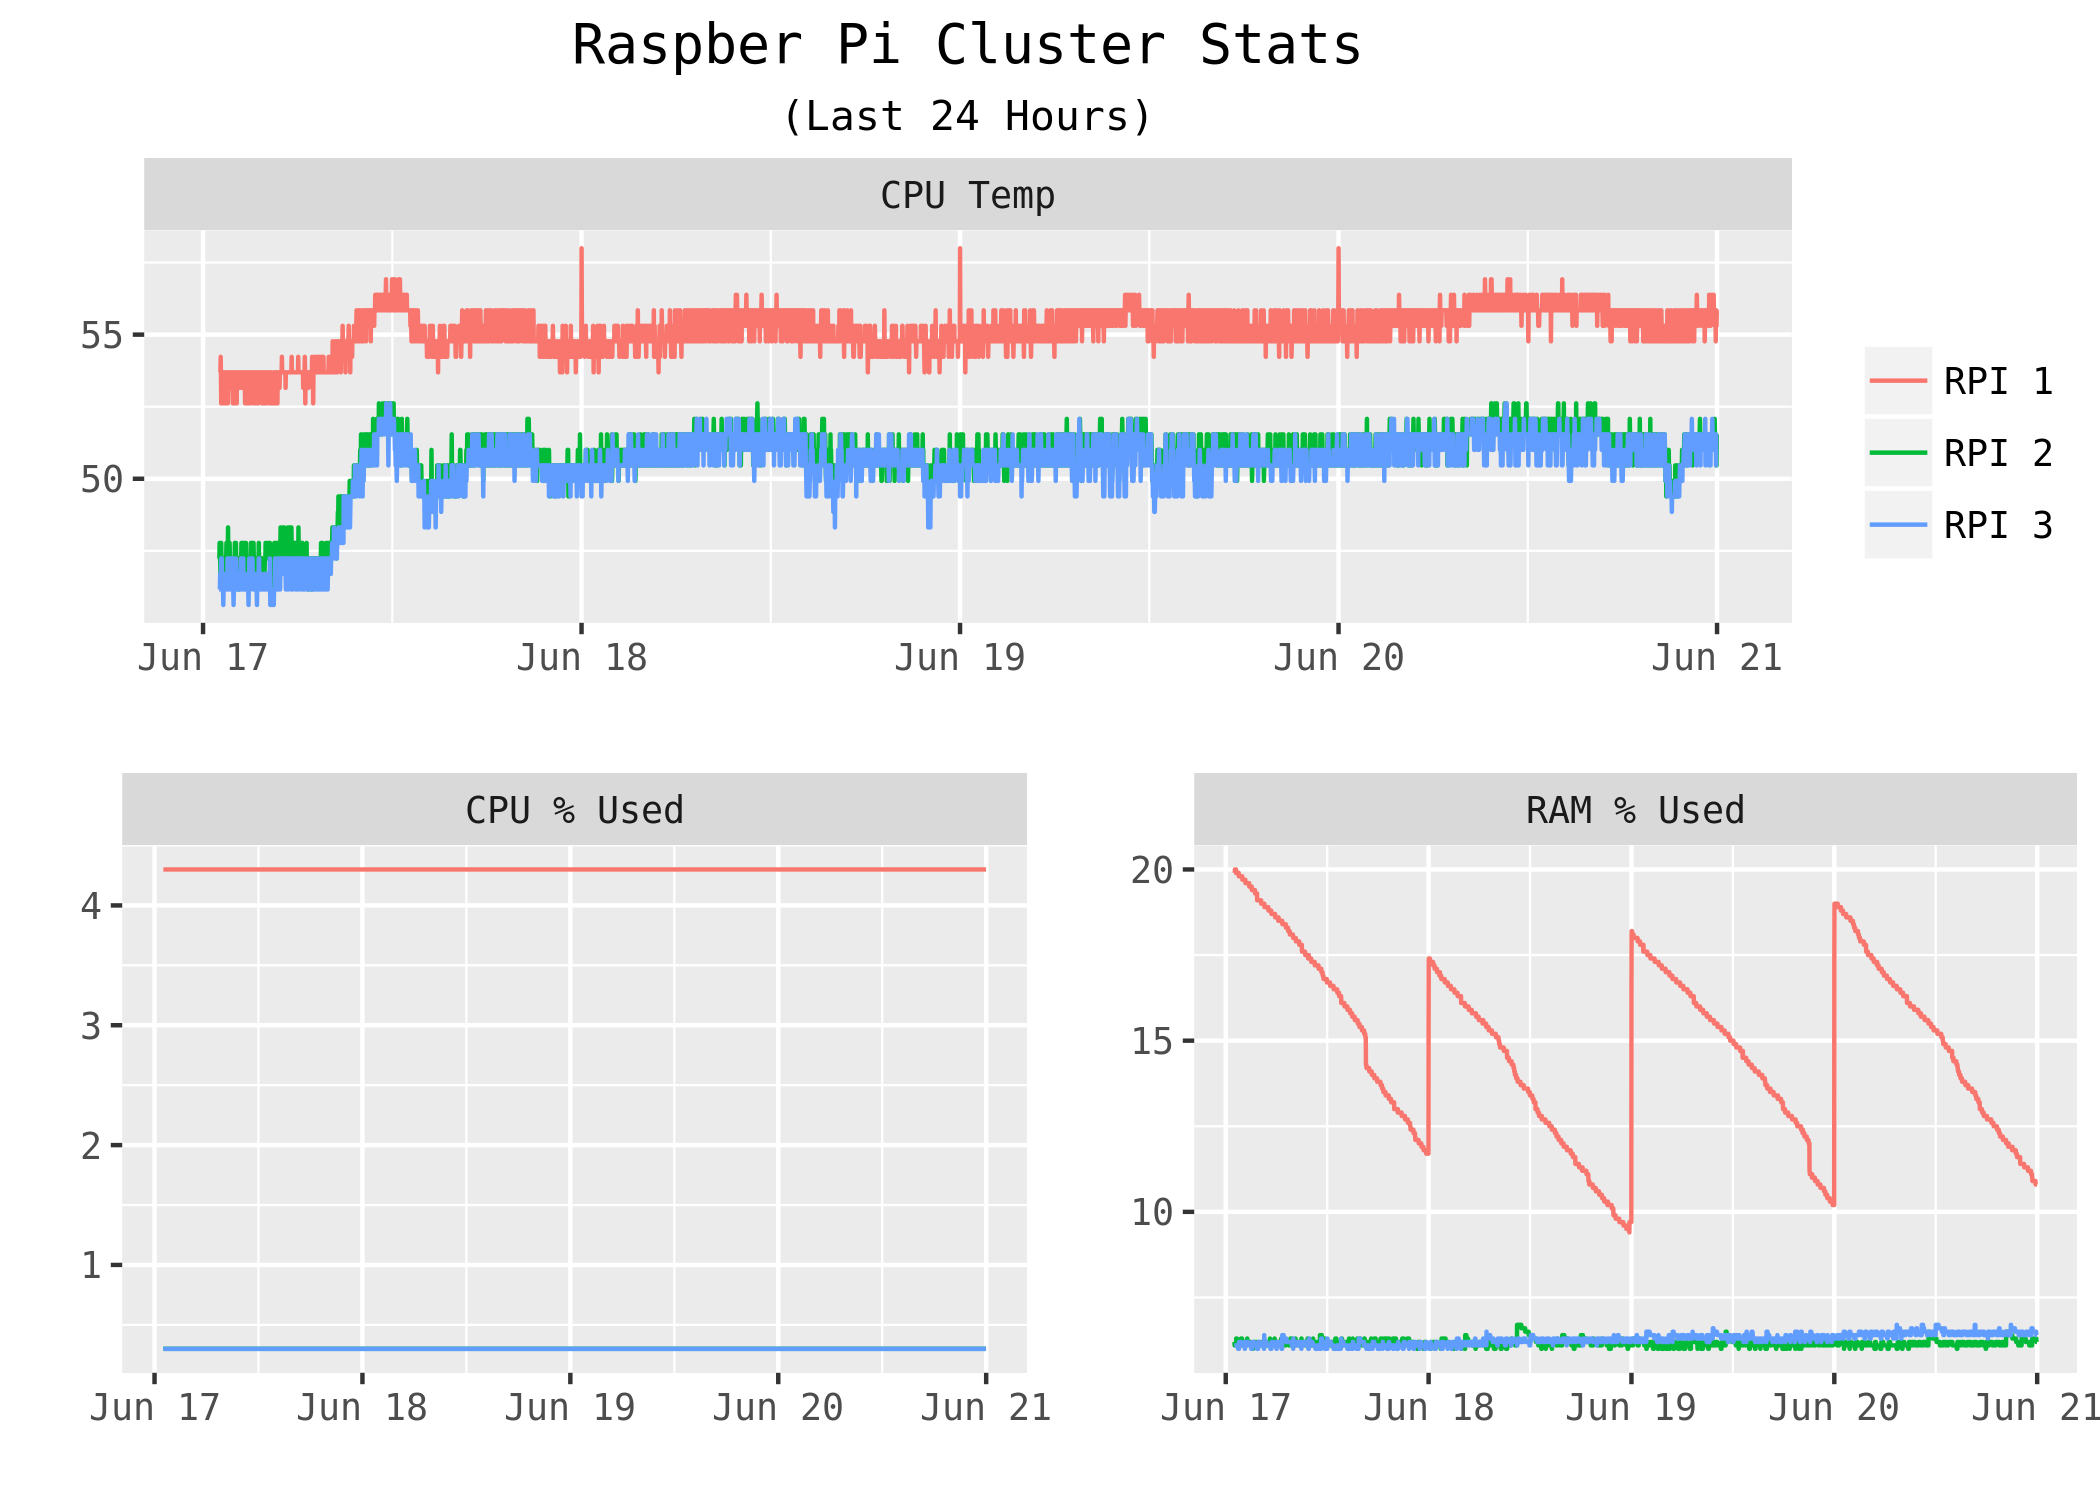 Raspber Pi Cluster Stats
(Last 24 Hours)
CPU Temp
55
50
Jun 17 Jun 18 Jun 19 Jun 20 Jun 21
RPI 1
RPI 2
RPI 3
CPU % Used
4
3
2
1
Jun 17 Jun 18 Jun 19 Jun 20 Jun 21
RAM % Used
20
15
10
Jun 17 Jun 18 Jun 19 Jun 20 Jun 21